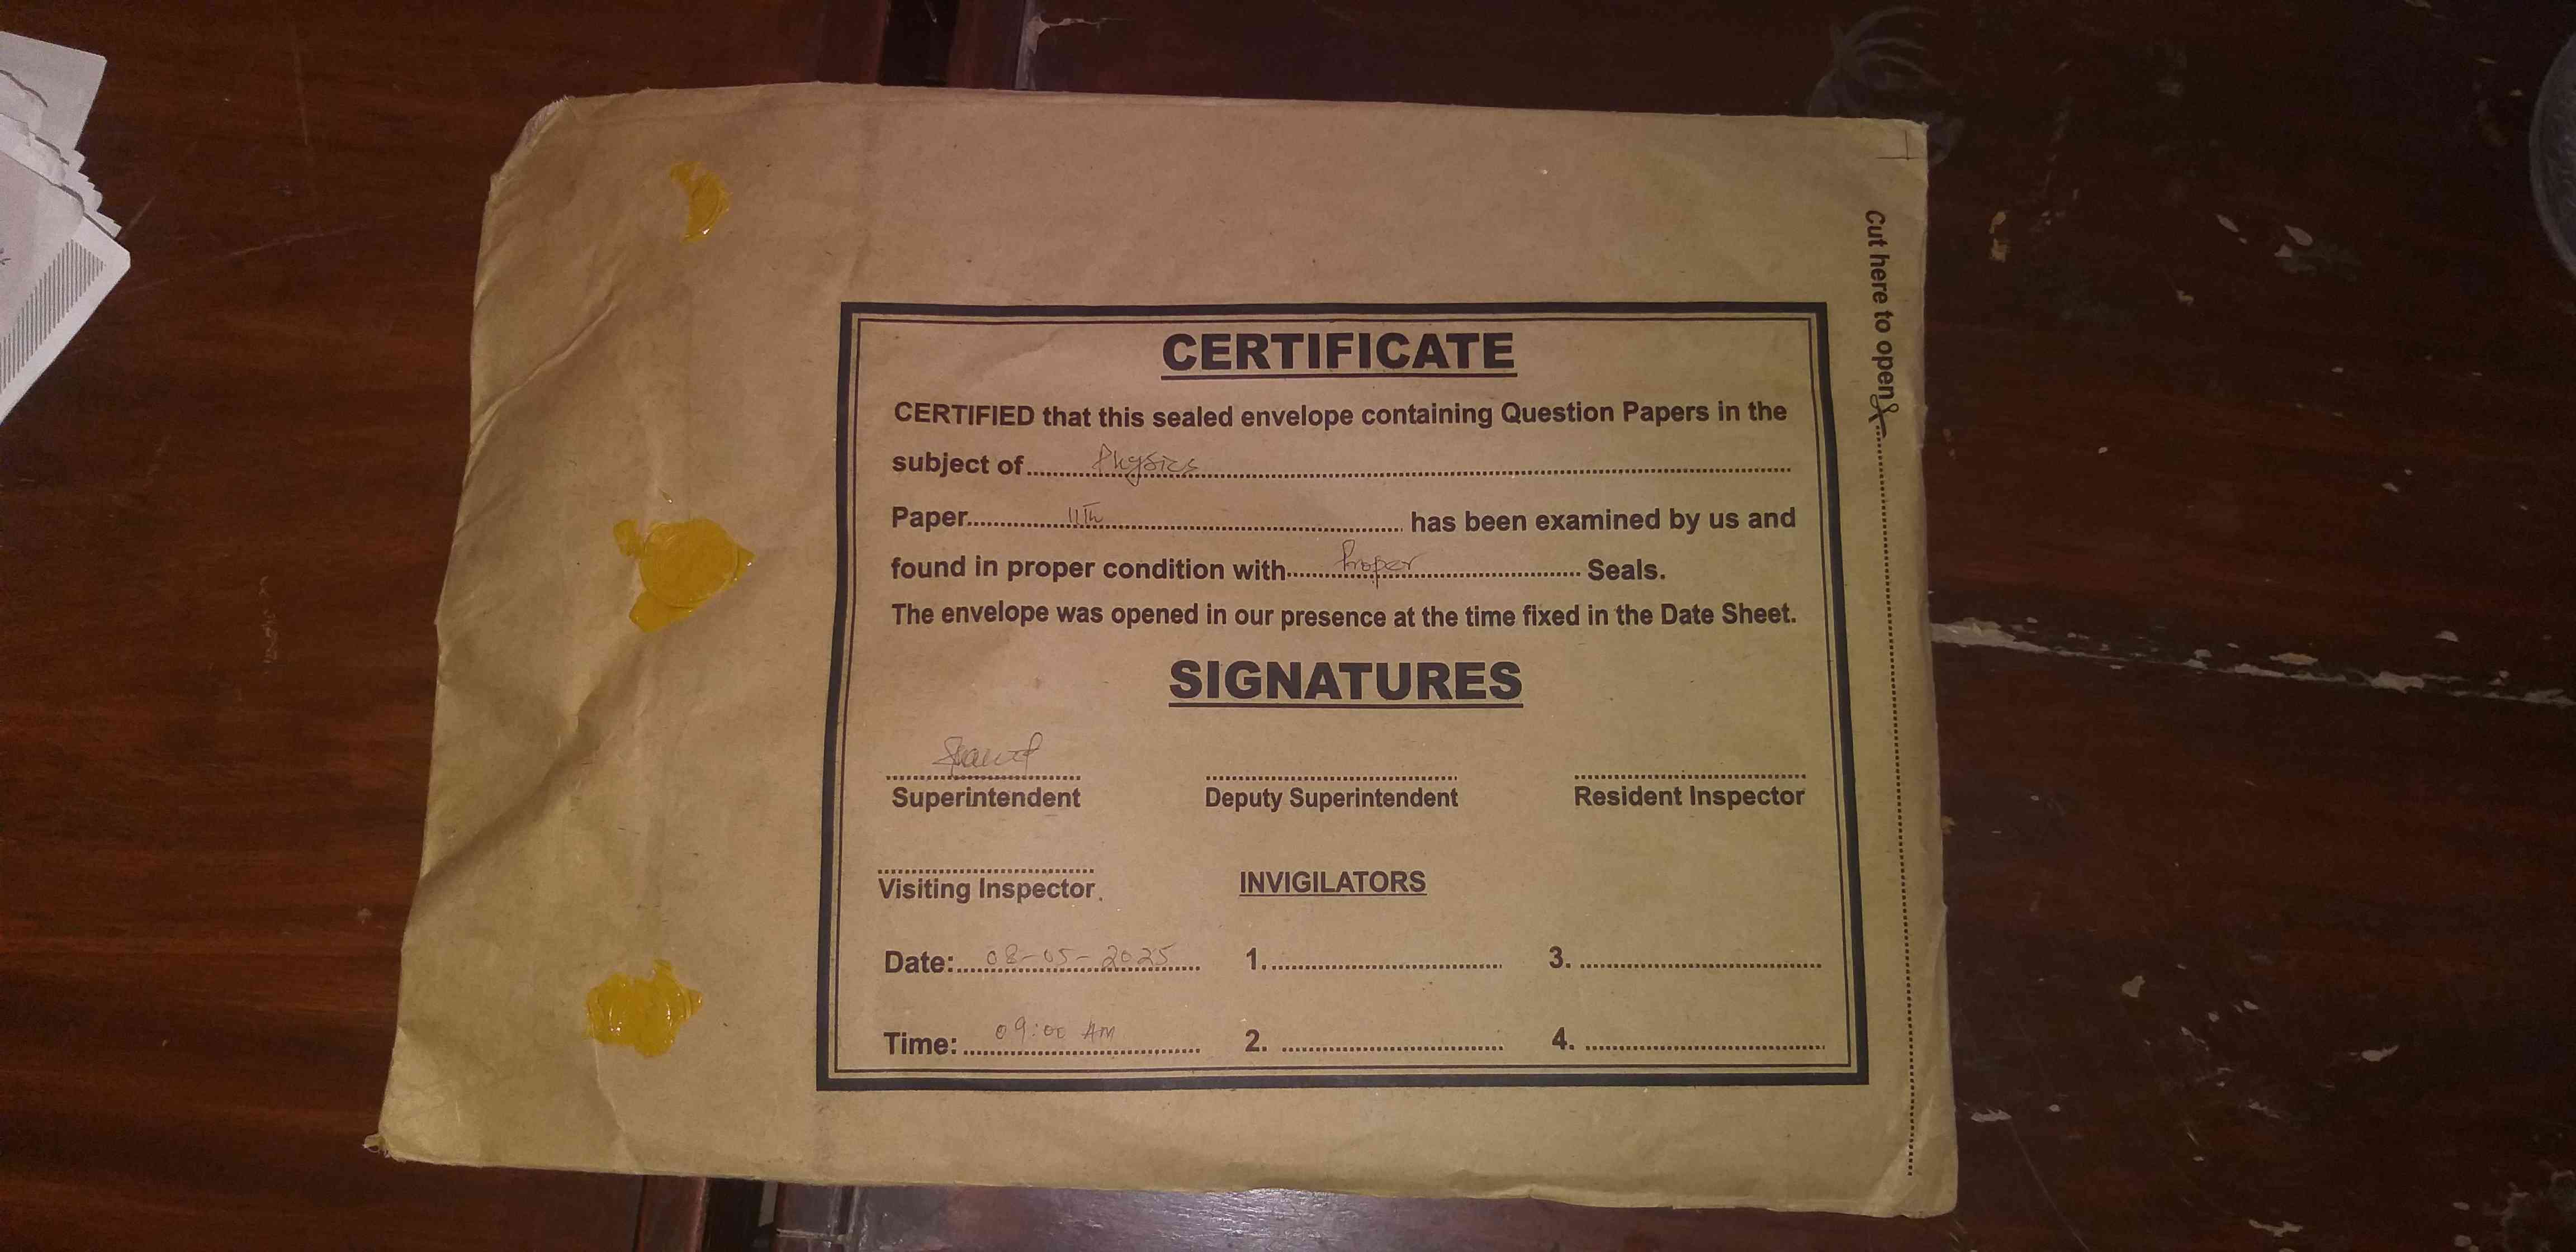 CERTIFICATE
CERTIFIED that this sealed envelope containing Question Papers in the
subject of Physics
Paper 11Th has been examined by us and
found in proper condition with Proper Seals.
The envelope was opened in our presence at the time fixed in the Date Sheet.
SIGNATURES
Superintendent Deputy Superintendent Resident Inspector
Visiting Inspector. INVIGILATORS
Date: 08-05-2025 1. 3.
Time: 09:00 AM 2. 4.
Cut here to open